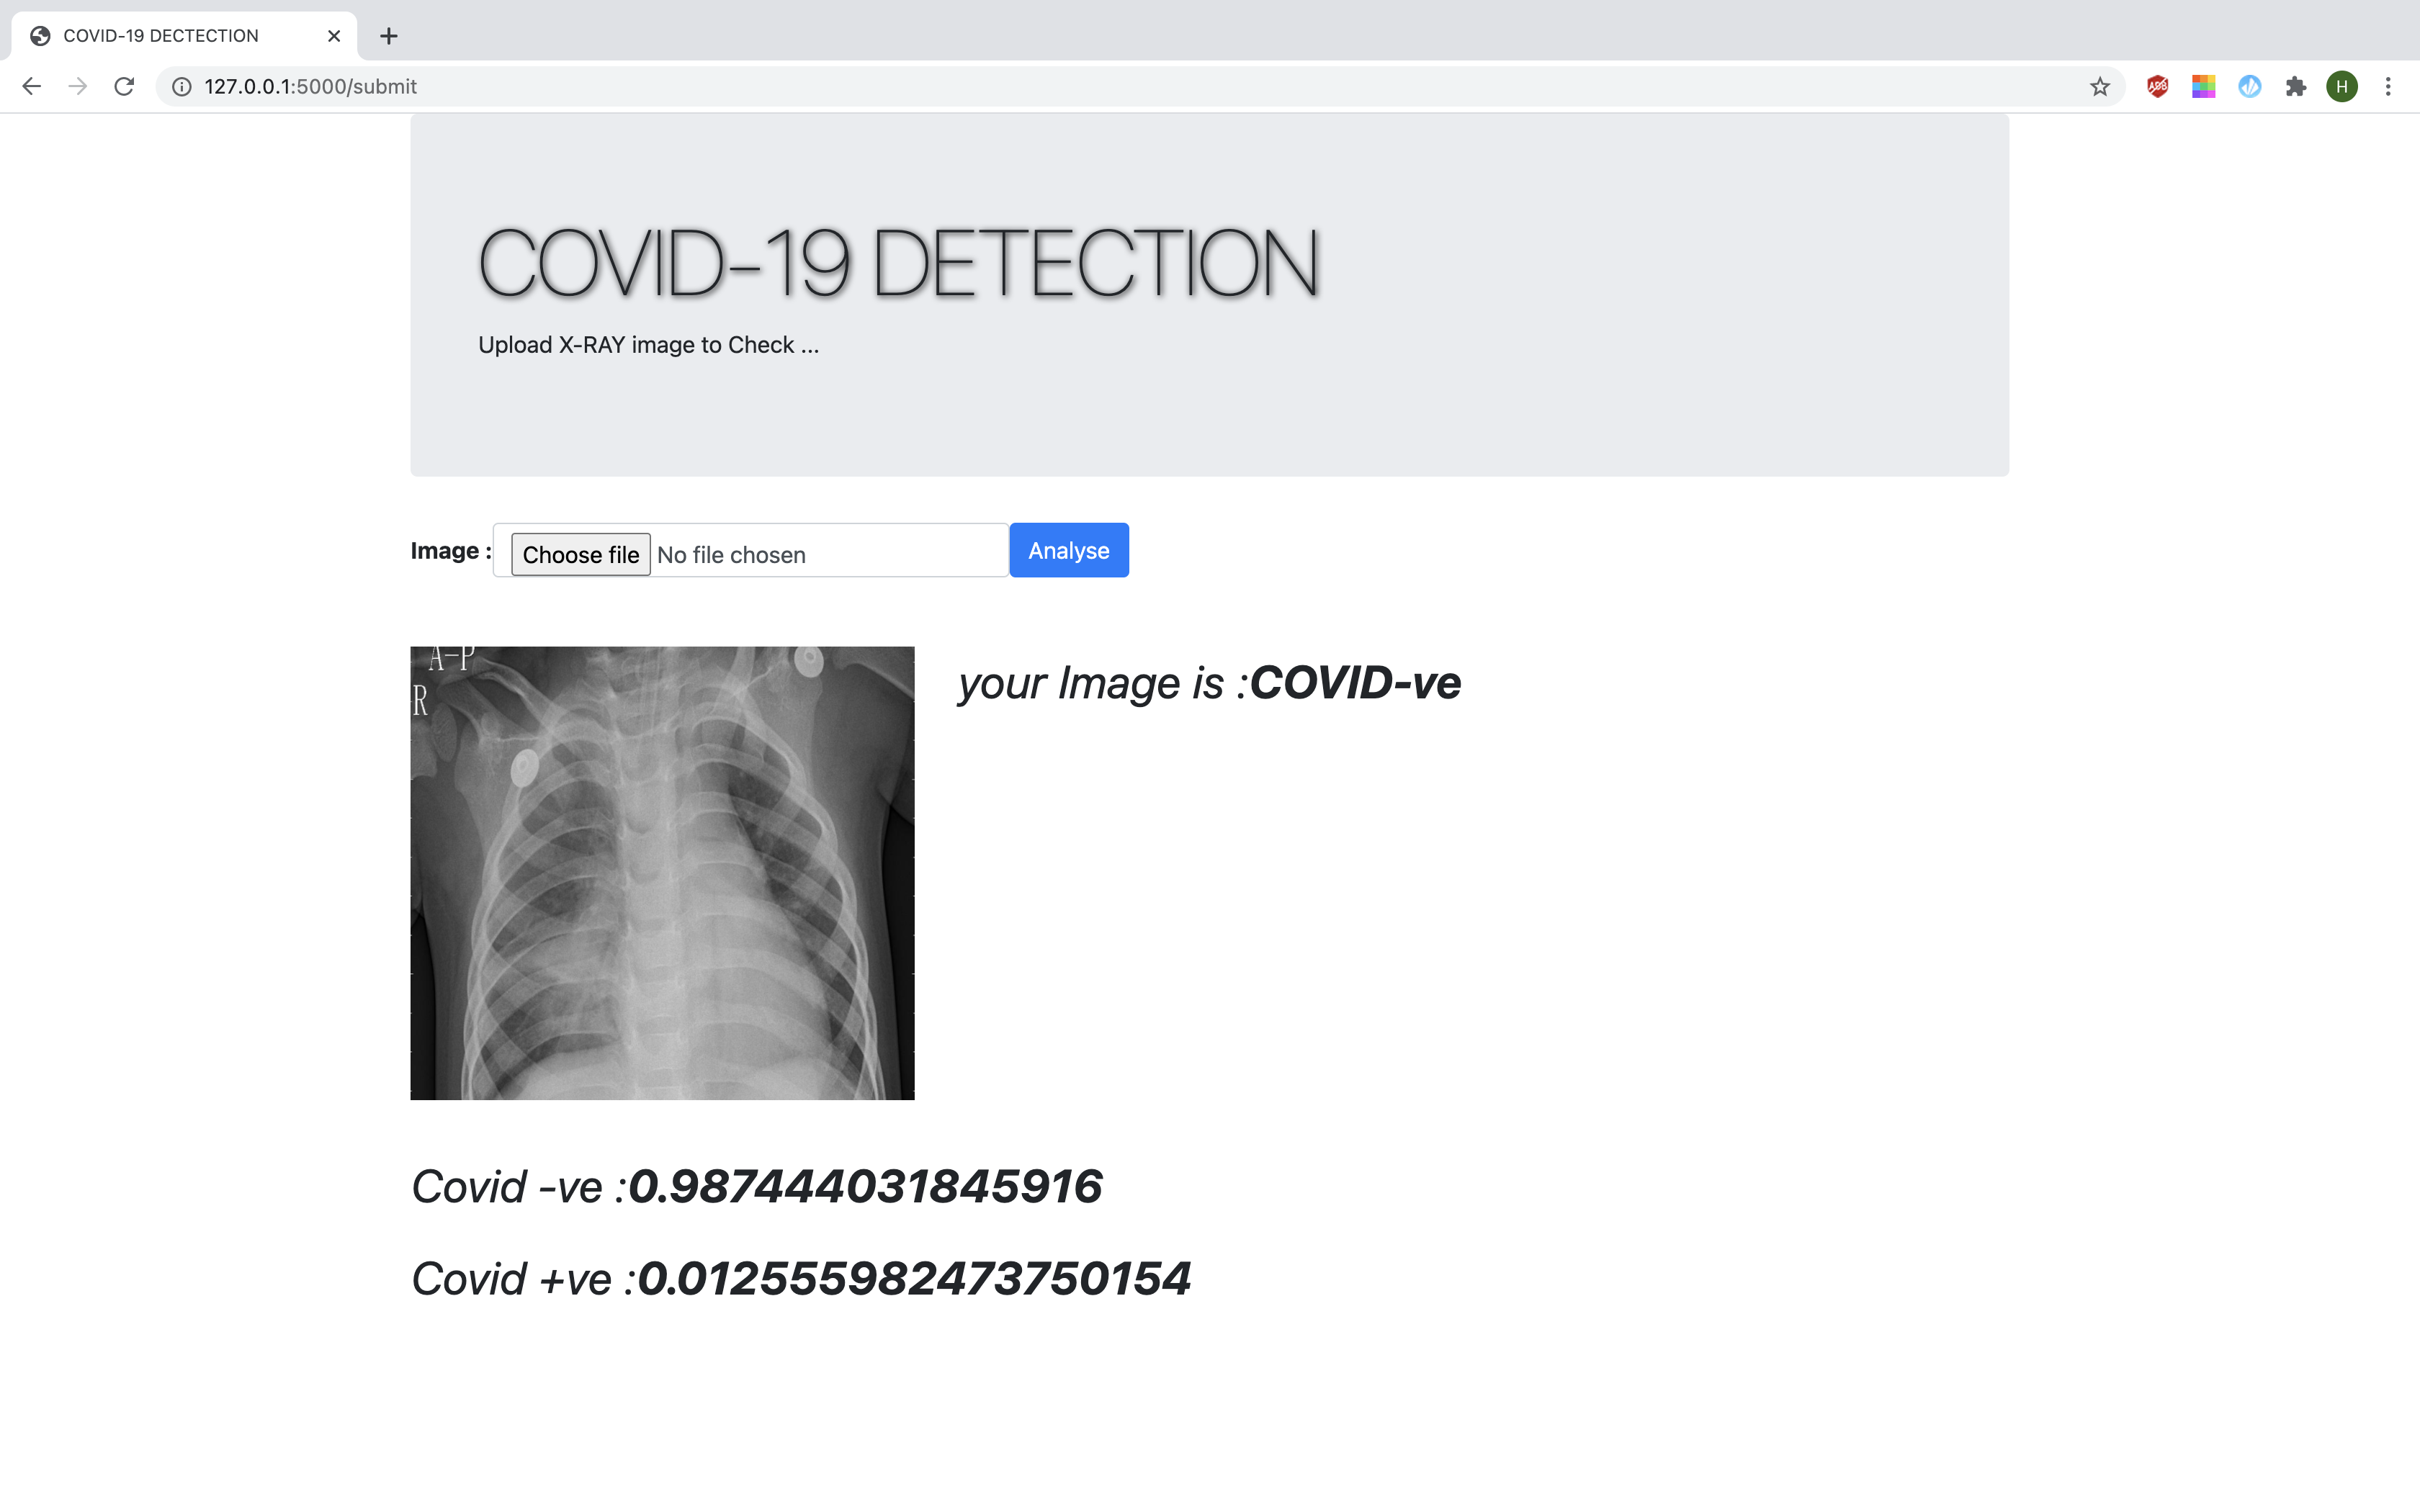 COVID-19 DECTECTION
127.0.0.1:5000/submit
ABP
H
COVID-19 DETECTION
Upload X-RAY image to Check ...
Image :
Choose file No file chosen
Analyse
A-P
R
your Image is :COVID-ve
Covid -ve :0.987444031845916
Covid +ve :0.012555982473750154